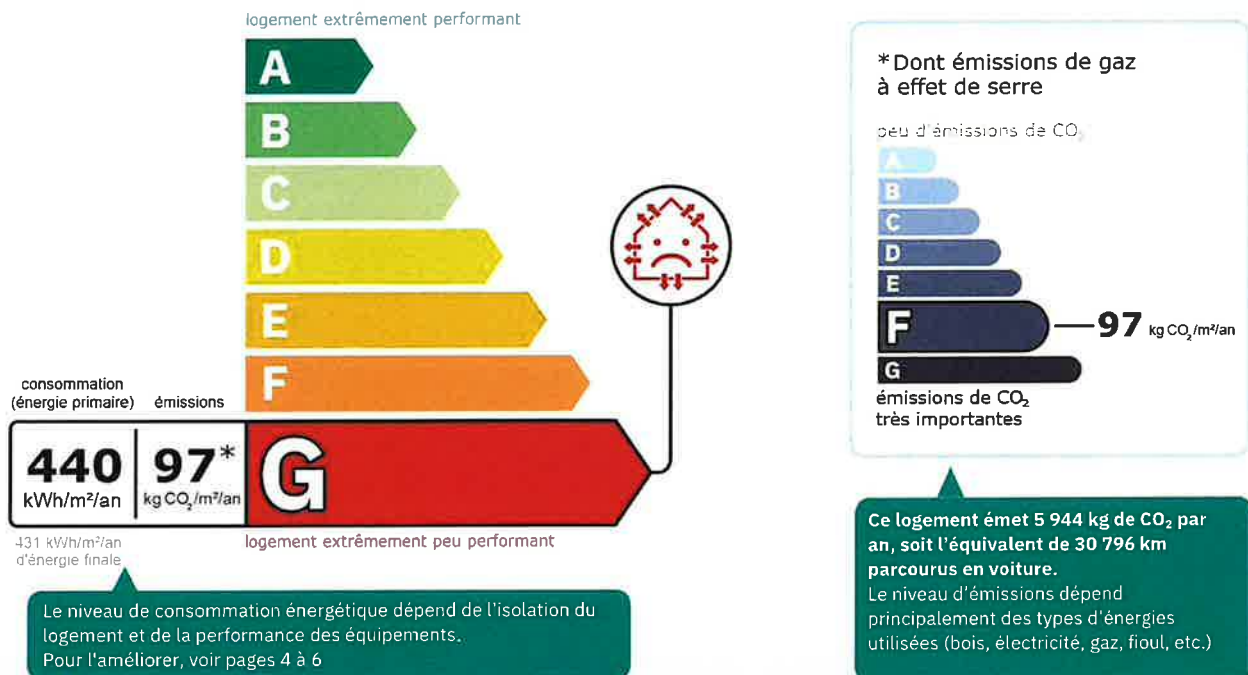 logement extrêmement performant
A
B
C
D
E
F
consommation
(énergie primaire)
émissions
440
kWh/m²/an
97*
kg CO₂/m²/an
G
431 kWh/m²/an
d'énergie finale
logement extrêmement peu performant
Le niveau de consommation énergétique dépend de l'isolation du
logement et de la performance des équipements.
Pour l'améliorer, voir pages 4 à 6
*Dont émissions de gaz
à effet de serre
peu d'émissions de CO₂
A
B
C
D
E
F
97 kg CO₂/m²/an
G
émissions de CO₂
très importantes
Ce logement émet 5 944 kg de CO₂ par
an, soit l'équivalent de 30 796 km
parcourus en voiture.
Le niveau d'émissions dépend
principalement des types d'énergies
utilisées (bois, électricité, gaz, fioul, etc.)